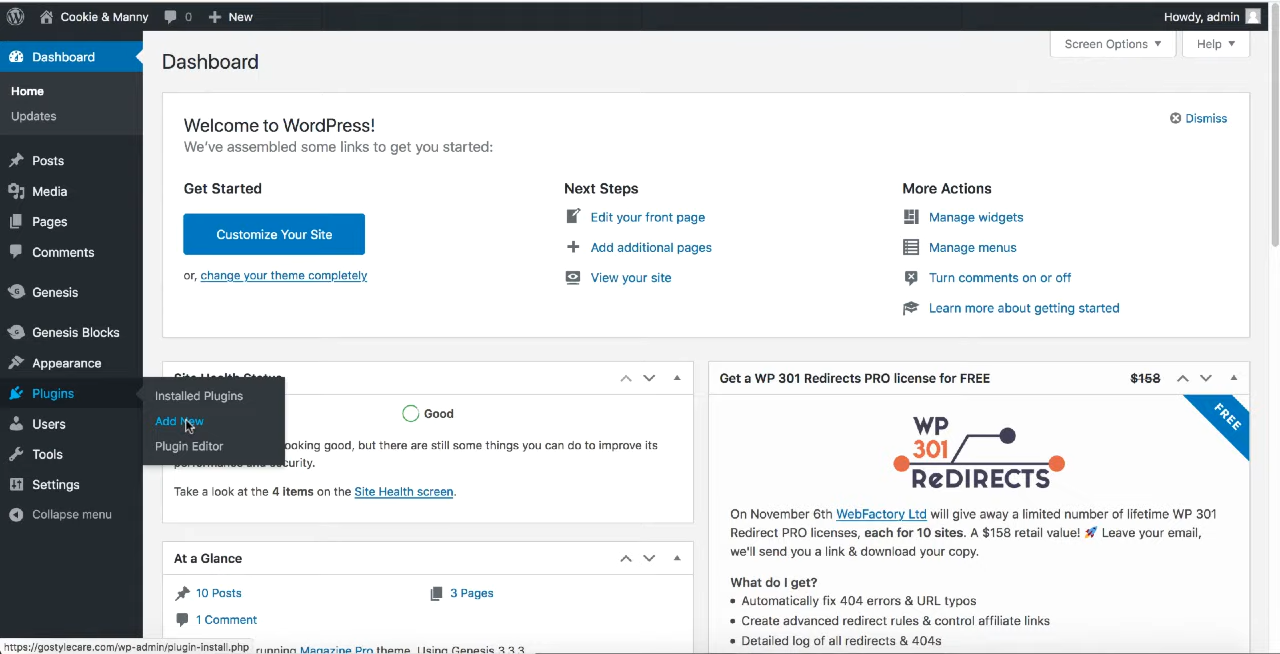 Cookie & Manny 0 New Howdy, admin
Screen Options Help
Dashboard
Home
Updates
Posts
Media
Pages
Comments
Genesis
Genesis Blocks
Appearance
Plugins
Users
Tools
Settings
Collapse menu
Installed Plugins
Add New
Plugin Editor
Dashboard
Welcome to WordPress!
We've assembled some links to get you started:
Dismiss
Get Started
Customize Your Site
or, change your theme completely
Next Steps
Edit your front page
Add additional pages
View your site
More Actions
Manage widgets
Manage menus
Turn comments on or off
Learn more about getting started
Good
ooking good, but there are still some things you can do to improve its
curity.
Take a look at the 4 items on the Site Health screen.
At a Glance
10 Posts 3 Pages
1 Comment
running Magazine Pro theme. Using Genesis 3.3.3
Get a WP 301 Redirects PRO license for FREE $158
FREE
WP
301
ReDIRECTS
On November 6th WebFactory Ltd will give away a limited number of lifetime WP 301
Redirect PRO licenses, each for 10 sites. A $158 retail value! 🚀 Leave your email,
we'll send you a link & download your copy.
What do I get?
• Automatically fix 404 errors & URL typos
• Create advanced redirect rules & control affiliate links
• Detailed log of all redirects & 404s
https://gostylecare.com/wp-admin/plugin-install.php